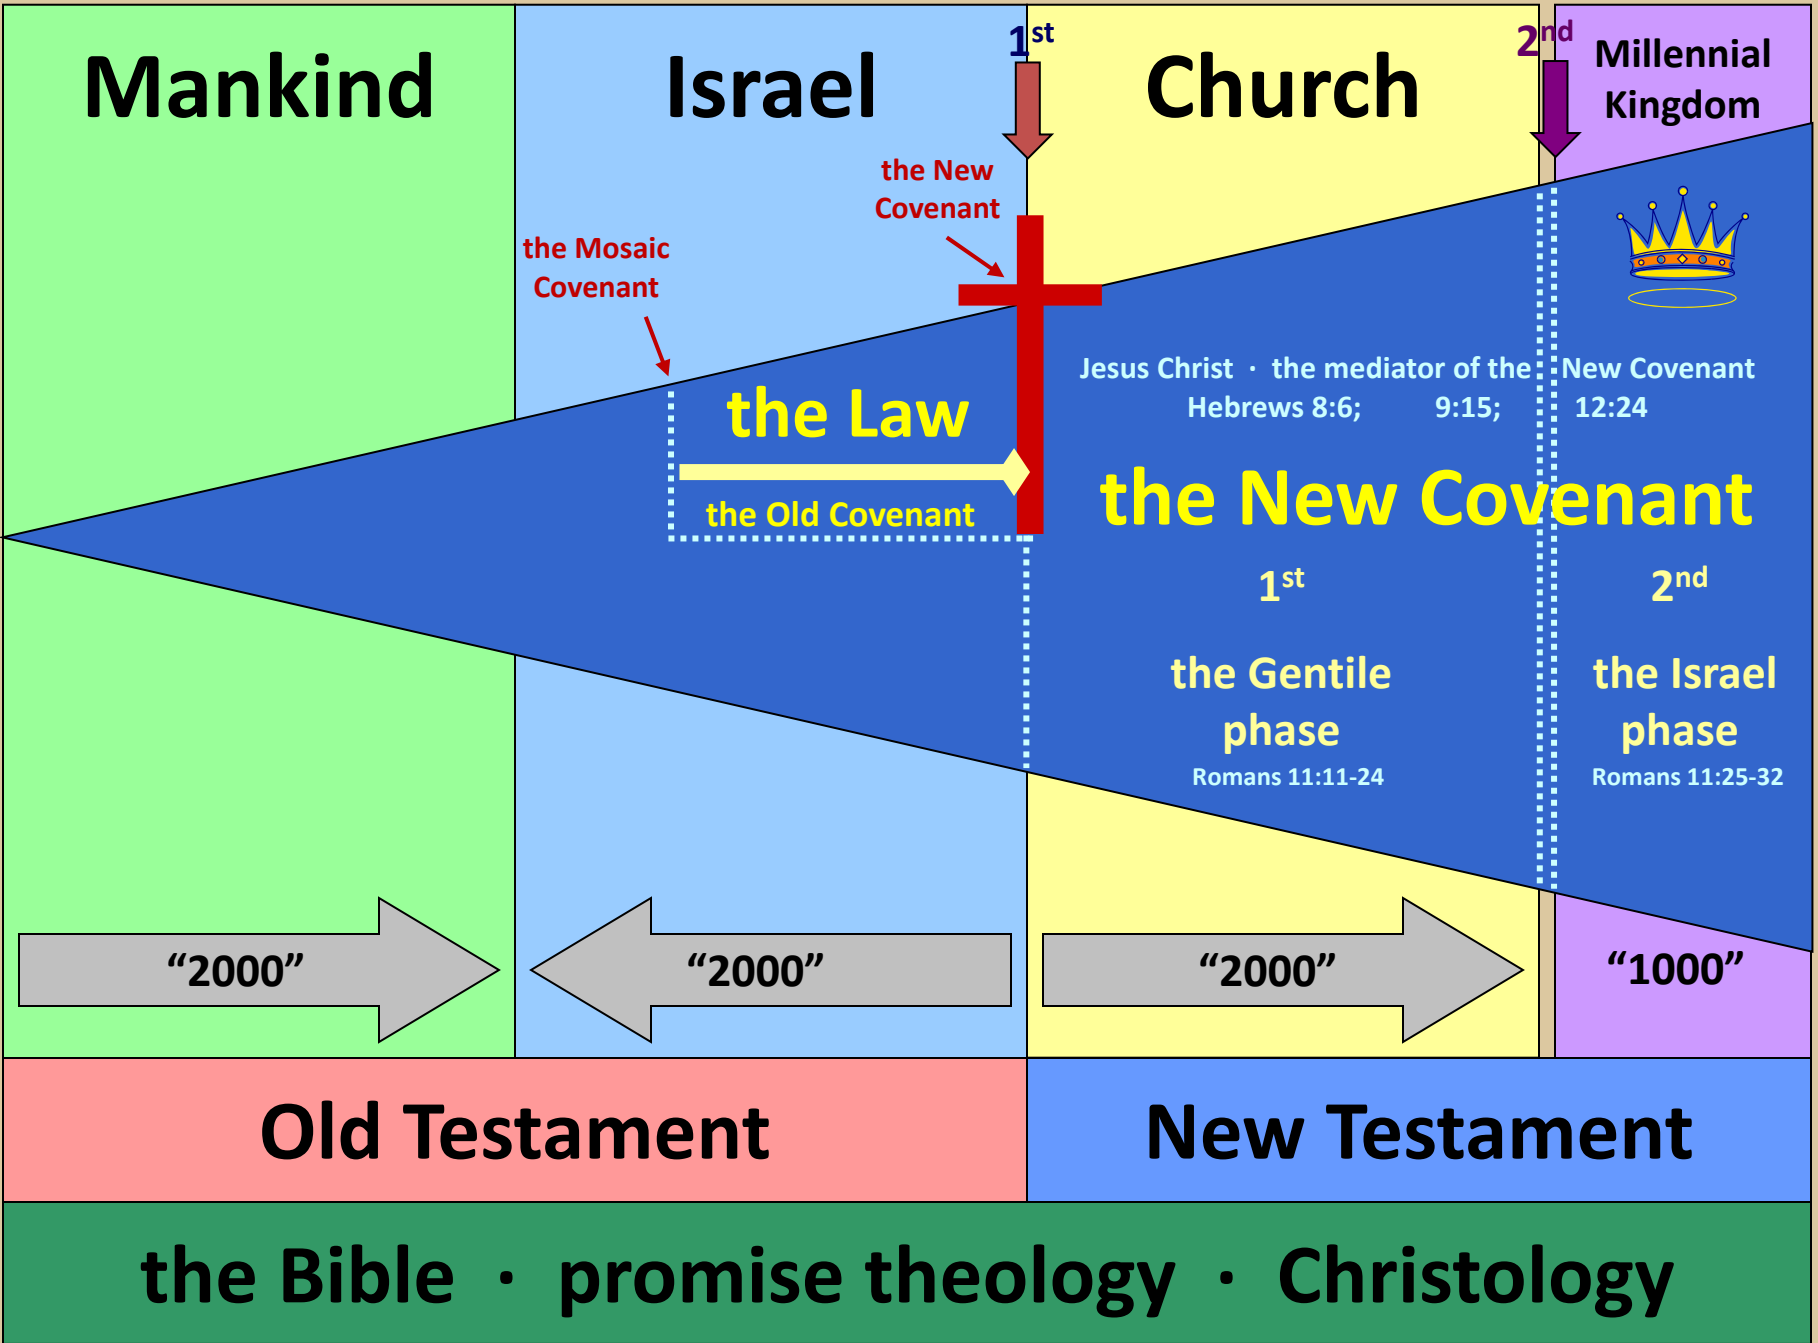 Mankind
Israel
1st
Church
2nd
Millennial
Kingdom
the New
Covenant
the Mosaic
Covenant
the Law
the Old Covenant
Jesus Christ · the mediator of the New Covenant
Hebrews 8:6; 9:15; 12:24
the New Covenant
1st
2nd
the Gentile
phase
Romans 11:11-24
the Israel
phase
Romans 11:25-32
“2000”
“2000”
“2000”
“1000”
Old Testament
New Testament
the Bible · promise theology · Christology